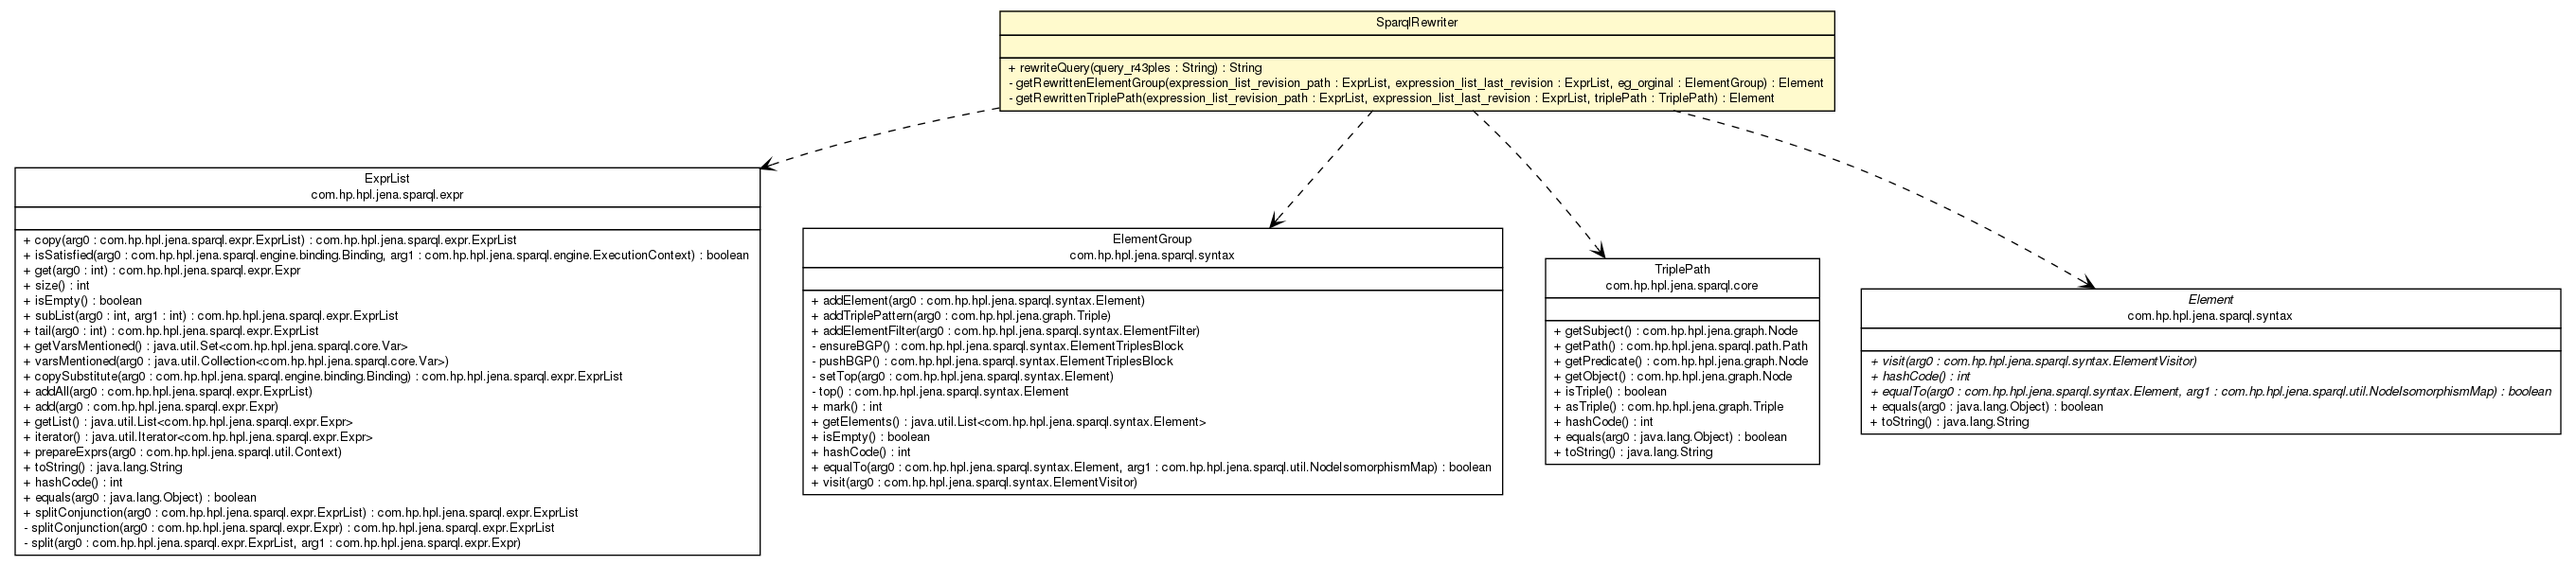 SparqlRewriter
+ rewriteQuery(query_r43ples : String) : String
- getRewrittenElementGroup(expression_list_revision_path : ExprList, expression_list_last_revision : ExprList, eg_orginal : ElementGroup) : Element
- getRewrittenTriplePath(expression_list_revision_path : ExprList, expression_list_last_revision : ExprList, triplePath : TriplePath) : Element
ExprList
com.hp.hpl.jena.sparql.expr
+ copy(arg0 : com.hp.hpl.jena.sparql.expr.ExprList) : com.hp.hpl.jena.sparql.expr.ExprList
+ isSatisfied(arg0 : com.hp.hpl.jena.sparql.engine.binding.Binding, arg1 : com.hp.hpl.jena.sparql.engine.ExecutionContext) : boolean
+ get(arg0 : int) : com.hp.hpl.jena.sparql.expr.Expr
+ size() : int
+ isEmpty() : boolean
+ subList(arg0 : int, arg1 : int) : com.hp.hpl.jena.sparql.expr.ExprList
+ tail(arg0 : int) : com.hp.hpl.jena.sparql.expr.ExprList
+ getVarsMentioned() : java.util.Set<com.hp.hpl.jena.sparql.core.Var>
+ varsMentioned(arg0 : java.util.Collection<com.hp.hpl.jena.sparql.core.Var>)
+ copySubstitute(arg0 : com.hp.hpl.jena.sparql.engine.binding.Binding) : com.hp.hpl.jena.sparql.expr.ExprList
+ addAll(arg0 : com.hp.hpl.jena.sparql.expr.ExprList)
+ add(arg0 : com.hp.hpl.jena.sparql.expr.Expr)
+ getList() : java.util.List<com.hp.hpl.jena.sparql.expr.Expr>
+ iterator() : java.util.Iterator<com.hp.hpl.jena.sparql.expr.Expr>
+ prepareExprs(arg0 : com.hp.hpl.jena.sparql.util.Context)
+ toString() : java.lang.String
+ hashCode() : int
+ equals(arg0 : java.lang.Object) : boolean
+ splitConjunction(arg0 : com.hp.hpl.jena.sparql.expr.ExprList) : com.hp.hpl.jena.sparql.expr.ExprList
- splitConjunction(arg0 : com.hp.hpl.jena.sparql.expr.Expr) : com.hp.hpl.jena.sparql.expr.ExprList
- split(arg0 : com.hp.hpl.jena.sparql.expr.ExprList, arg1 : com.hp.hpl.jena.sparql.expr.Expr)
ElementGroup
com.hp.hpl.jena.sparql.syntax
+ addElement(arg0 : com.hp.hpl.jena.sparql.syntax.Element)
+ addTriplePattern(arg0 : com.hp.hpl.jena.graph.Triple)
+ addElementFilter(arg0 : com.hp.hpl.jena.sparql.syntax.ElementFilter)
- ensureBGP() : com.hp.hpl.jena.sparql.syntax.ElementTriplesBlock
- pushBGP() : com.hp.hpl.jena.sparql.syntax.ElementTriplesBlock
- setTop(arg0 : com.hp.hpl.jena.sparql.syntax.Element)
- top() : com.hp.hpl.jena.sparql.syntax.Element
+ mark() : int
+ getElements() : java.util.List<com.hp.hpl.jena.sparql.syntax.Element>
+ isEmpty() : boolean
+ hashCode() : int
+ equalTo(arg0 : com.hp.hpl.jena.sparql.syntax.Element, arg1 : com.hp.hpl.jena.sparql.util.NodeIsomorphismMap) : boolean
+ visit(arg0 : com.hp.hpl.jena.sparql.syntax.ElementVisitor)
TriplePath
com.hp.hpl.jena.sparql.core
+ getSubject() : com.hp.hpl.jena.graph.Node
+ getPath() : com.hp.hpl.jena.sparql.path.Path
+ getPredicate() : com.hp.hpl.jena.graph.Node
+ getObject() : com.hp.hpl.jena.graph.Node
+ isTriple() : boolean
+ asTriple() : com.hp.hpl.jena.graph.Triple
+ hashCode() : int
+ equals(arg0 : java.lang.Object) : boolean
+ toString() : java.lang.String
Element
com.hp.hpl.jena.sparql.syntax
+ visit(arg0 : com.hp.hpl.jena.sparql.syntax.ElementVisitor)
+ hashCode() : int
+ equalTo(arg0 : com.hp.hpl.jena.sparql.syntax.Element, arg1 : com.hp.hpl.jena.sparql.util.NodeIsomorphismMap) : boolean
+ equals(arg0 : java.lang.Object) : boolean
+ toString() : java.lang.String